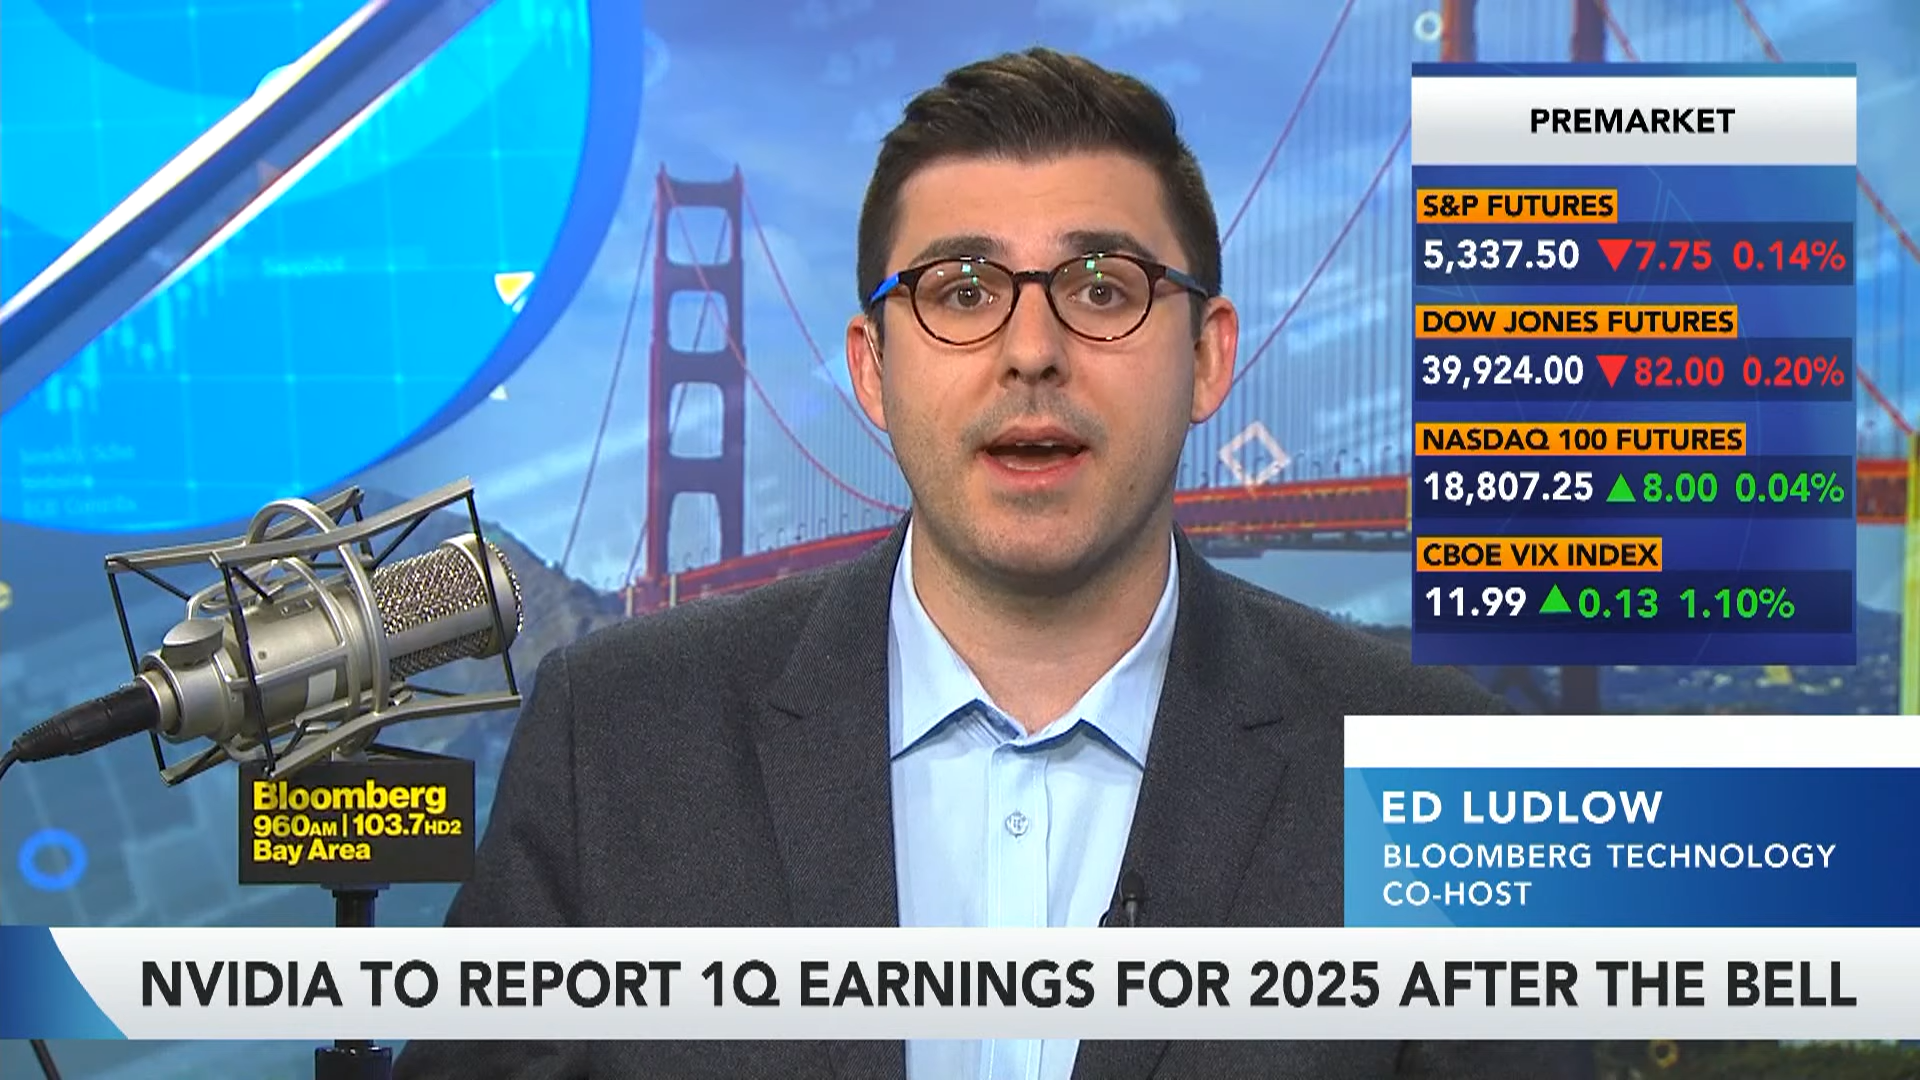 PREMARKET
S&P FUTURES
5,337.50 ▼7.75 0.14%
DOW JONES FUTURES
39,924.00 ▼82.00 0.20%
NASDAQ 100 FUTURES
18,807.25 ▲8.00 0.04%
CBOE VIX INDEX
11.99 ▲0.13 1.10%
Bloomberg
960AM | 103.7HD2
Bay Area
ED LUDLOW
BLOOMBERG TECHNOLOGY
CO-HOST
NVIDIA TO REPORT 1Q EARNINGS FOR 2025 AFTER THE BELL